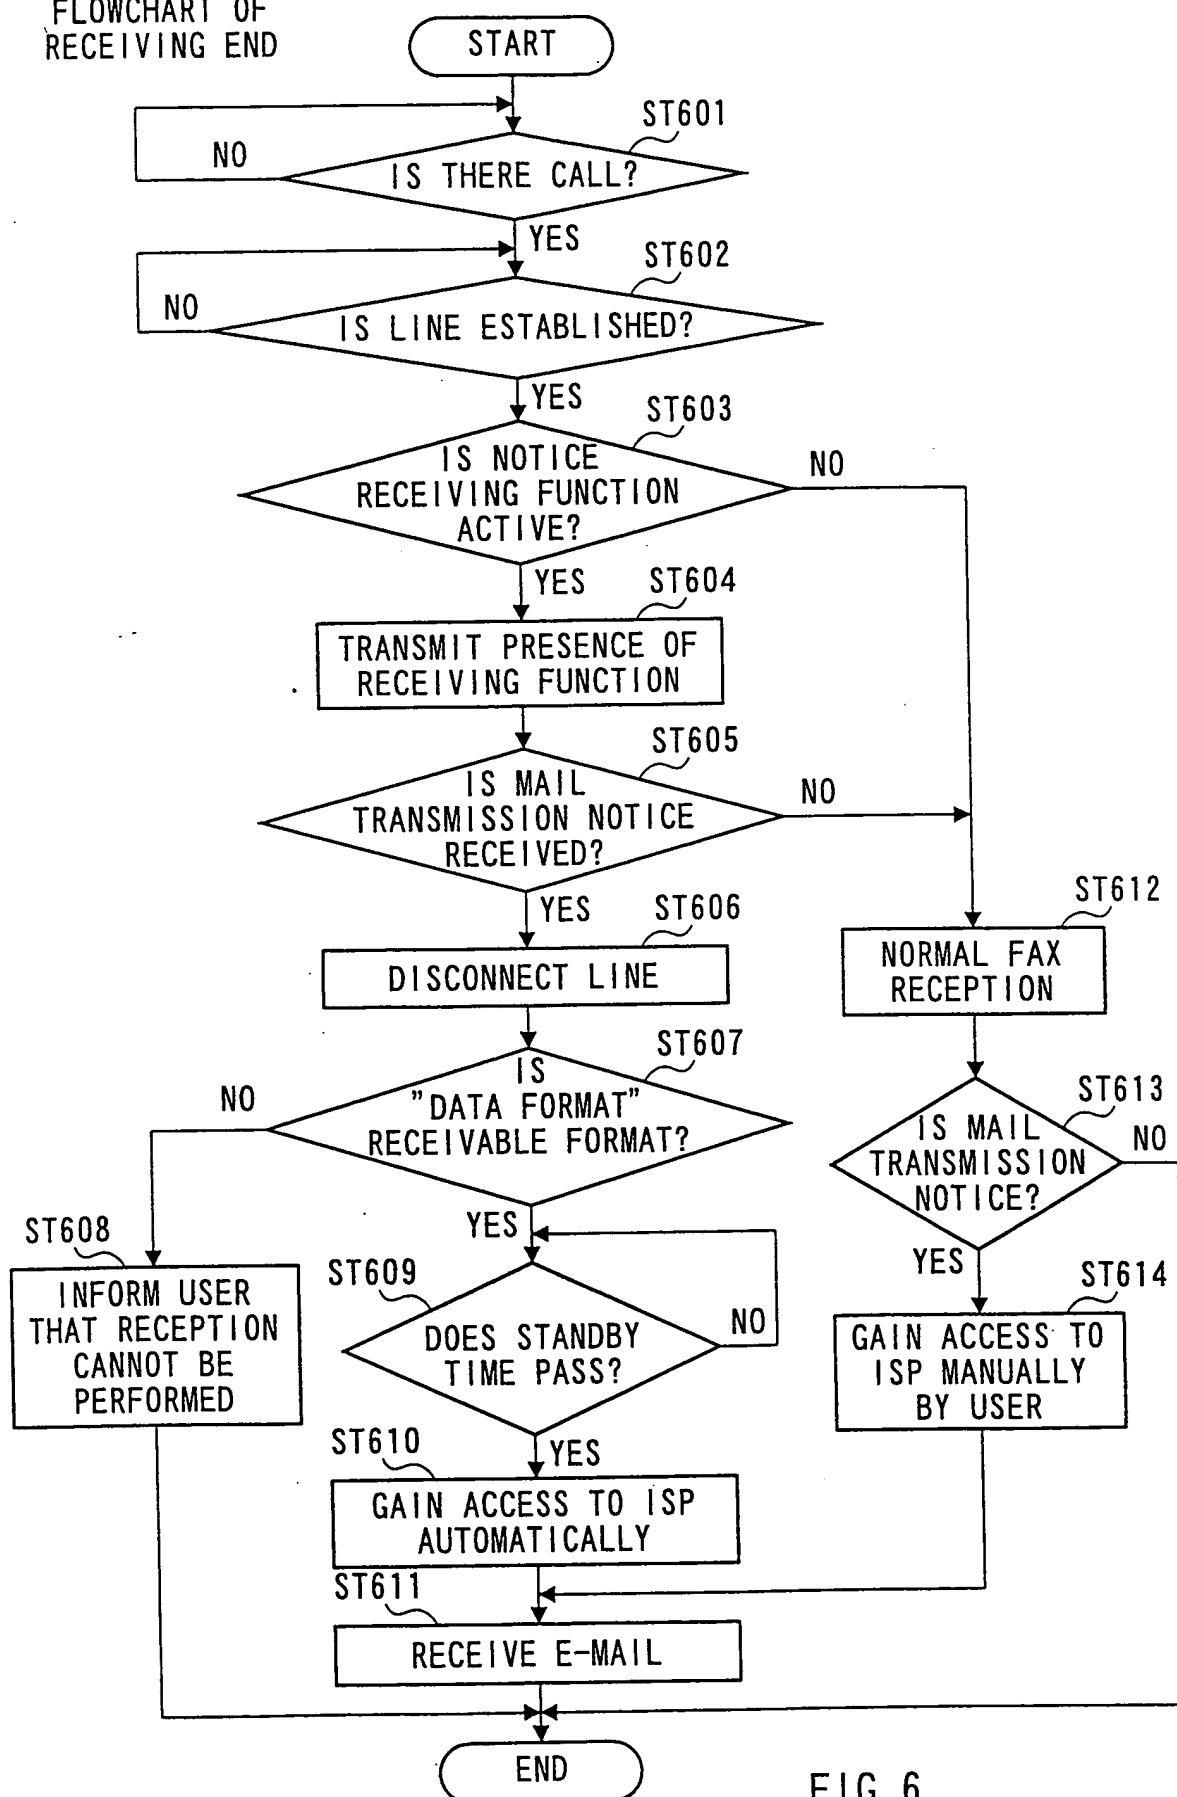 FLOWCHART OF
RECEIVING END
START
ST601
NO
IS THERE CALL?
YES
ST602
NO
IS LINE ESTABLISHED?
YES
ST603
IS NOTICE
RECEIVING FUNCTION
ACTIVE?
NO
YES
ST604
TRANSMIT PRESENCE OF
RECEIVING FUNCTION
ST605
IS MAIL
TRANSMISSION NOTICE
RECEIVED?
NO
YES
ST606
DISCONNECT LINE
ST612
NORMAL FAX
RECEPTION
ST607
IS
"DATA FORMAT"
RECEIVABLE FORMAT?
NO
ST613
IS MAIL
TRANSMISSION
NOTICE?
NO
YES
ST608
INFORM USER
THAT RECEPTION
CANNOT BE
PERFORMED
ST609
DOES STANDBY
TIME PASS?
NO
YES
ST614
GAIN ACCESS TO
ISP MANUALLY
BY USER
YES
ST610
GAIN ACCESS TO ISP
AUTOMATICALLY
ST611
RECEIVE E-MAIL
END
FIG.6